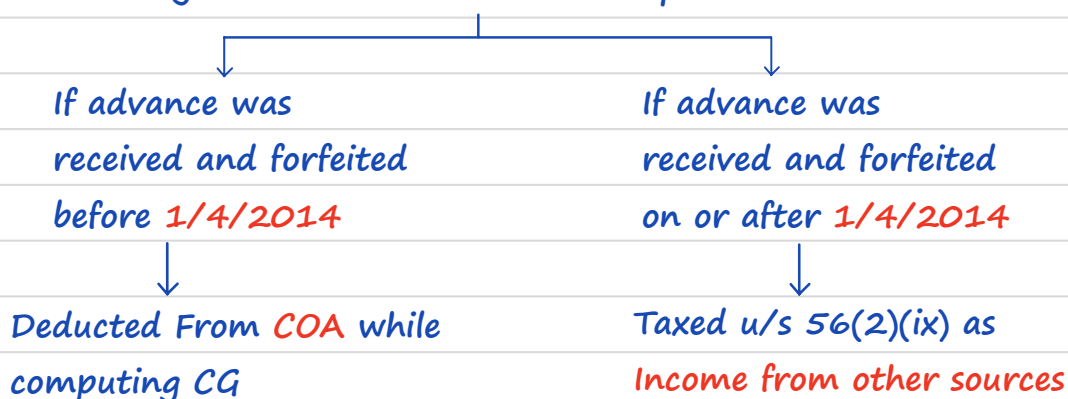 If advance was
received and forfeited
before 1/4/2014
Deducted From COA while
computing CG
If advance was
received and forfeited
on or after 1/4/2014
Taxed u/s 56(2)(ix) as
Income from other sources